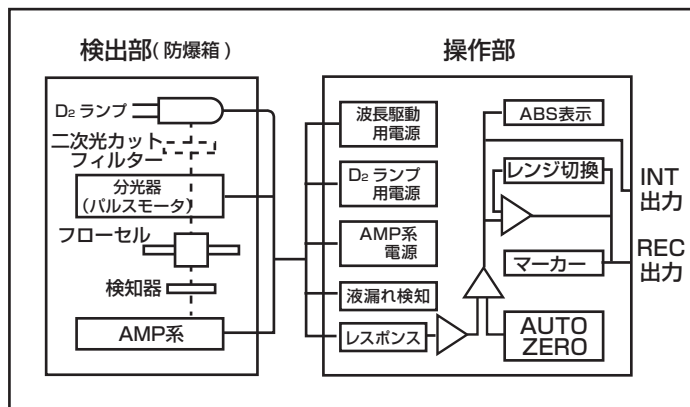 検出部(防爆箱)
D₂ランプ
二次光カット
フィルター
分光器
(パルスモータ)
フローセル
検知器
AMP系
操作部
波長駆動
用電源
D₂ランプ
用電源
AMP系
電源
液漏れ検知
レスポンス
ABS表示
レンジ切換
マーカー
AUTO
ZERO
INT
出力
REC
出力